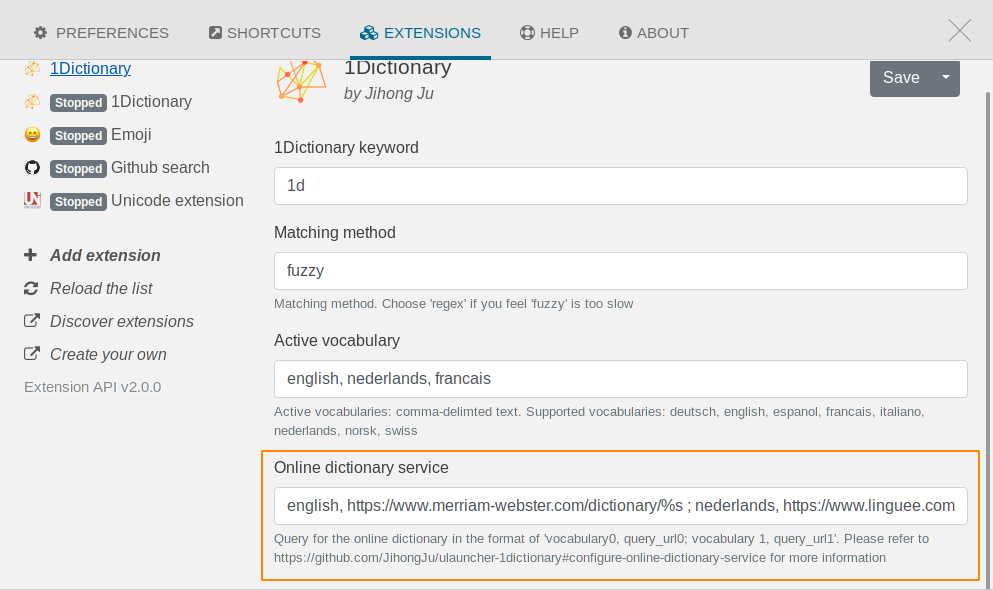 PREFERENCES SHORTCUTS EXTENSIONS HELP ABOUT
1Dictionary
Stopped 1Dictionary
Stopped Emoji
Stopped Github search
Stopped Unicode extension
Add extension
Reload the list
Discover extensions
Create your own
Extension API v2.0.0
1Dictionary
by Jihong Ju
Save
1Dictionary keyword
1d
Matching method
fuzzy
Matching method. Choose 'regex' if you feel 'fuzzy' is too slow
Active vocabulary
english, nederlands, francais
Active vocabularies: comma-delimted text. Supported vocabularies: deutsch, english, espanol, francais, italiano,
nederlands, norsk, swiss
Online dictionary service
english, https://www.merriam-webster.com/dictionary/%s ; nederlands, https://www.linguee.com
Query for the online dictionary in the format of 'vocabulary0, query_url0; vocabulary 1, query_url1'. Please refer to
https://github.com/JihongJu/ulauncher-1dictionary#configure-online-dictionary-service for more information